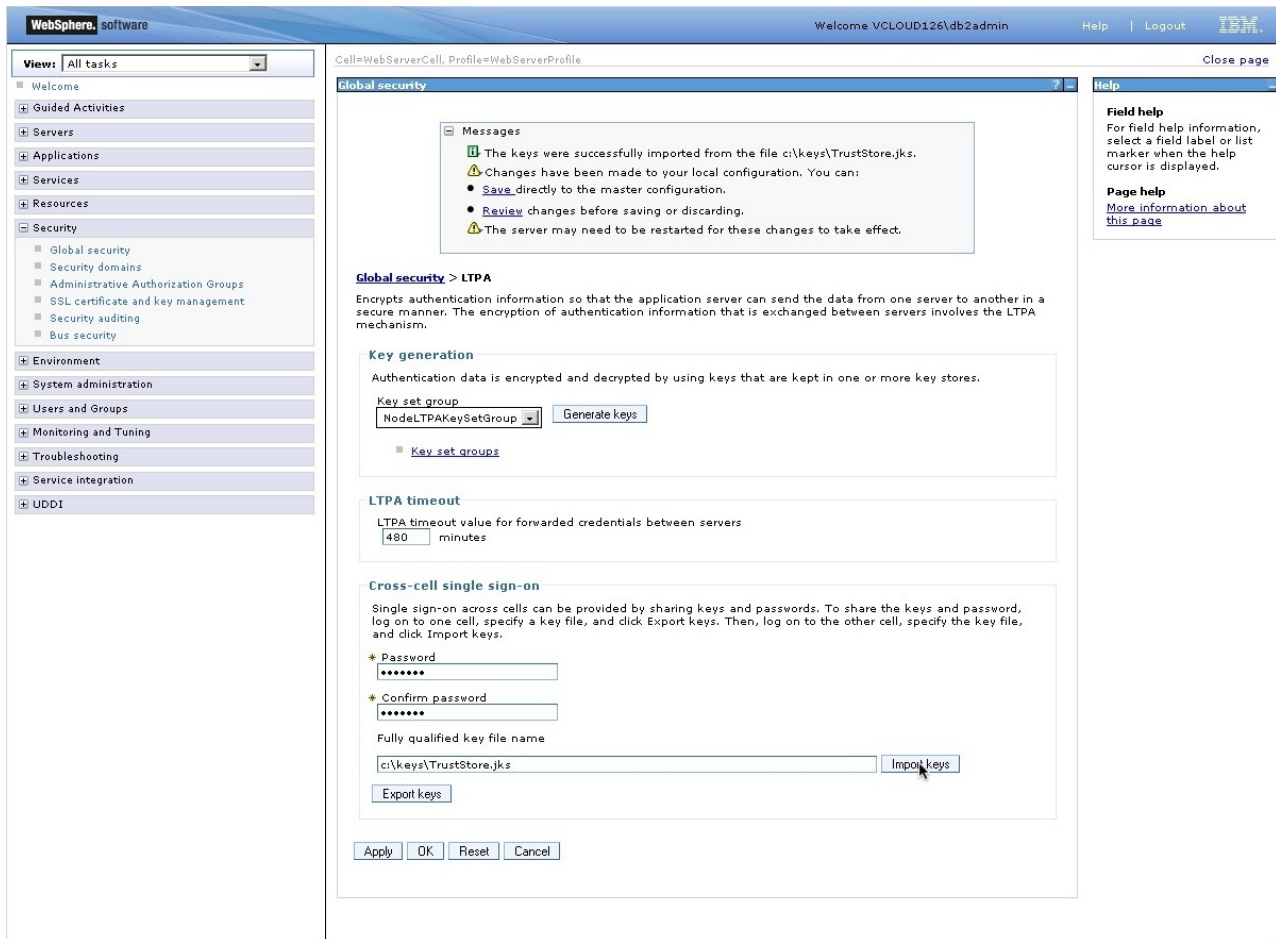 WebSphere. software
Welcome VCLOUD126\db2admin
Help | Logout
IBM.
View: All tasks
Welcome
Guided Activities
Servers
Applications
Services
Resources
Security
Global security
Security domains
Administrative Authorization Groups
SSL certificate and key management
Security auditing
Bus security
Environment
System administration
Users and Groups
Monitoring and Tuning
Troubleshooting
Service integration
UDDI
Cell=WebServerCell, Profile=WebServerProfile
Close page
Global security
? -
Messages
The keys were successfully imported from the file c:\keys\TrustStore.jks.
Changes have been made to your local configuration. You can:
Save directly to the master configuration.
Review changes before saving or discarding.
The server may need to be restarted for these changes to take effect.
Global security > LTPA
Encrypts authentication information so that the application server can send the data from one server to another in a
secure manner. The encryption of authentication information that is exchanged between servers involves the LTPA
mechanism.
Key generation
Authentication data is encrypted and decrypted by using keys that are kept in one or more key stores.
Key set group
NodeLTPAKeySetGroup
Generate keys
Key set groups
LTPA timeout
LTPA timeout value for forwarded credentials between servers
480 minutes
Cross-cell single sign-on
Single sign-on across cells can be provided by sharing keys and passwords. To share the keys and password,
log on to one cell, specify a key file, and click Export keys. Then, log on to the other cell, specify the key file,
and click Import keys.
* Password
•••••••
* Confirm password
•••••••
Fully qualified key file name
c:\keys\TrustStore.jks
Import keys
Export keys
Apply OK Reset Cancel
Help
Field help
For field help information,
select a field label or list
marker when the help
cursor is displayed.
Page help
More information about
this page